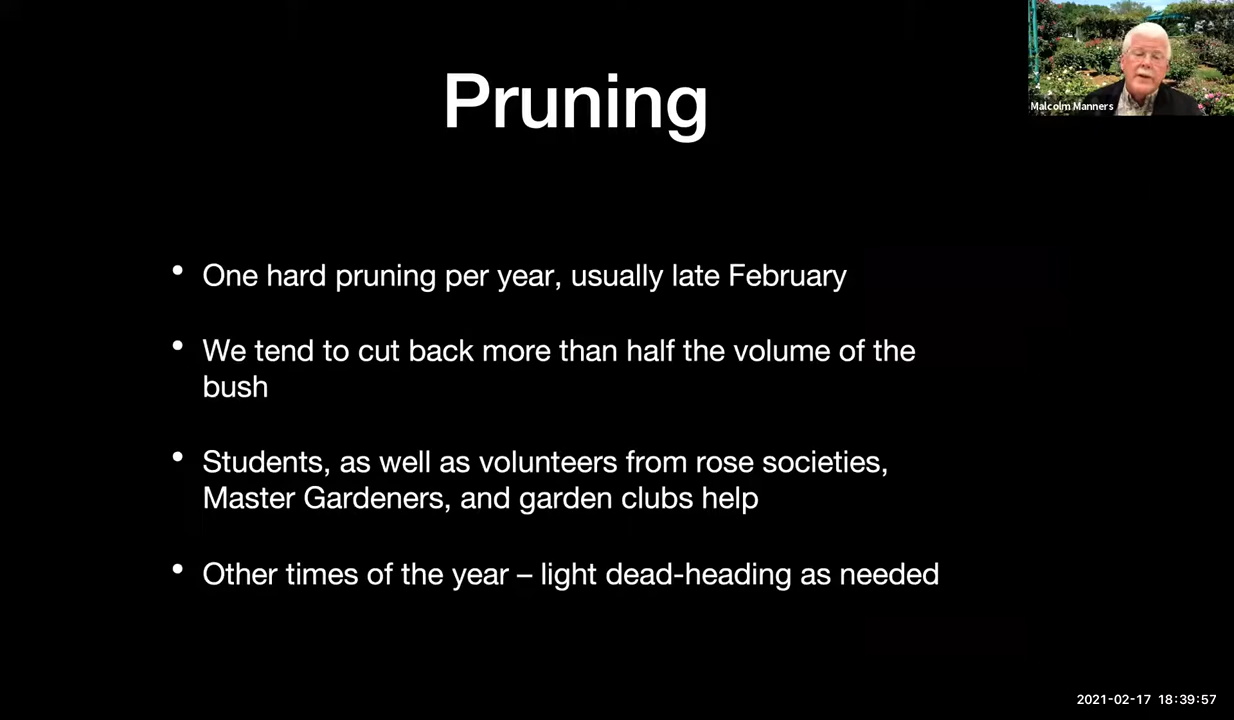 Pruning
Malcolm Manners
• One hard pruning per year, usually late February
• We tend to cut back more than half the volume of the
bush
• Students, as well as volunteers from rose societies,
Master Gardeners, and garden clubs help
• Other times of the year – light dead-heading as needed
2021-02-17 18:39:57